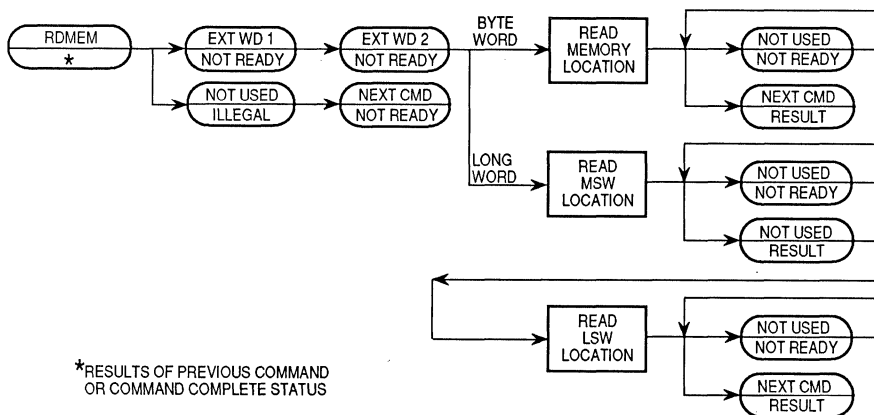 RDMEM
*
EXT WD 1
NOT READY
EXT WD 2
NOT READY
NOT USED
ILLEGAL
NEXT CMD
NOT READY
BYTE
WORD
READ
MEMORY
LOCATION
NOT USED
NOT READY
NEXT CMD
RESULT
LONG
WORD
READ
MSW
LOCATION
NOT USED
NOT READY
NOT USED
RESULT
READ
LSW
LOCATION
NOT USED
NOT READY
NEXT CMD
RESULT
*RESULTS OF PREVIOUS COMMAND
OR COMMAND COMPLETE STATUS